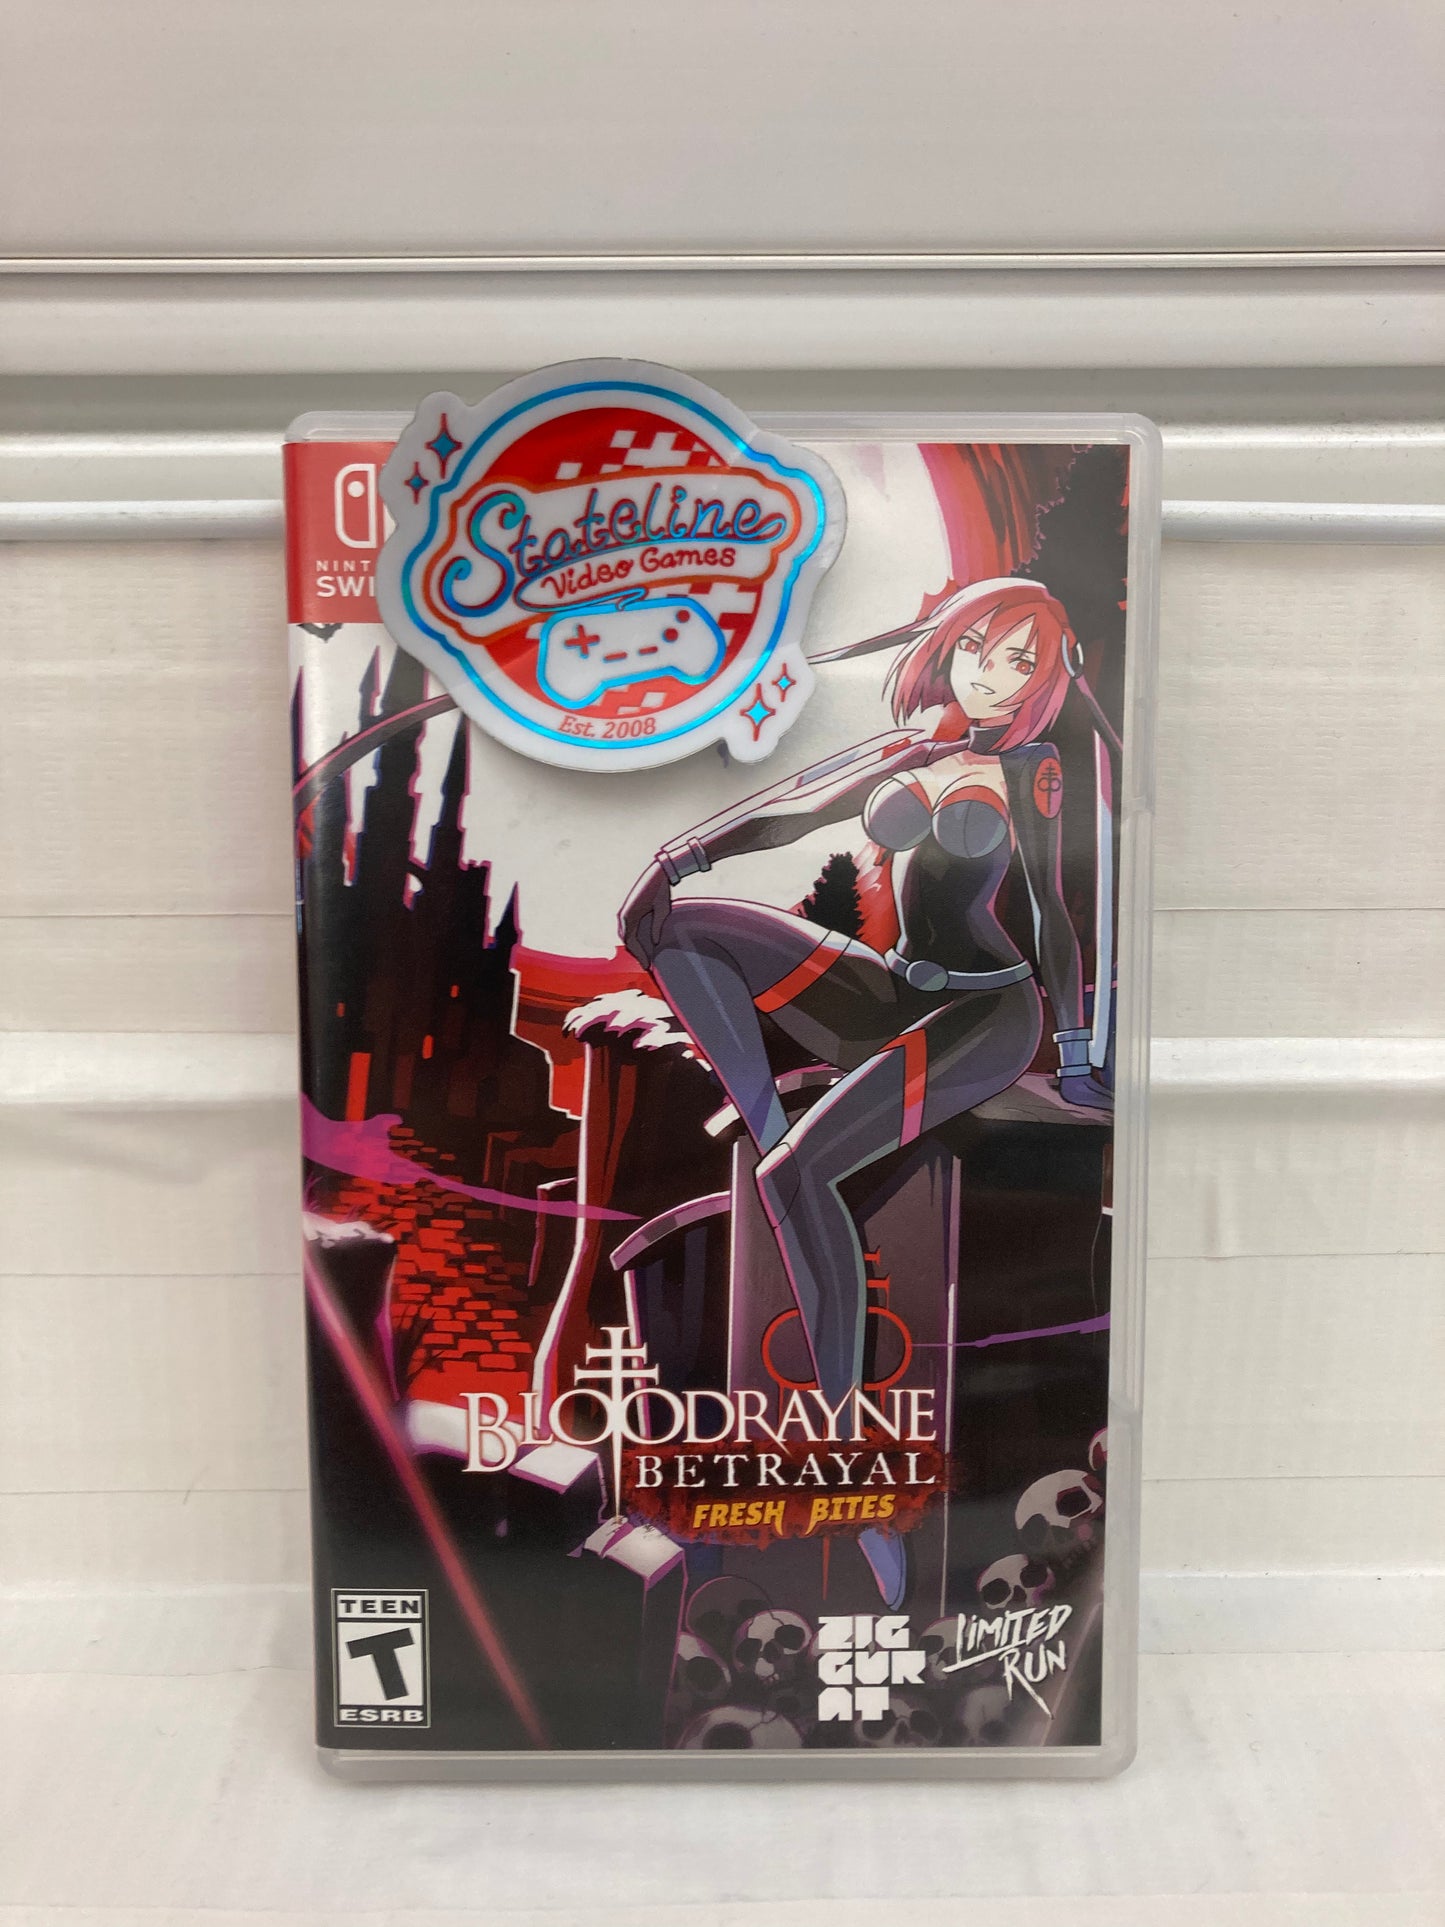 Stateline
Video Games
Est. 2008
NINT
SWI
BLOODRAYNE
BETRAYAL
FRESH BITES
TEEN
T
ESRB
ZIG
GUR
AT
LIMITED
RUN